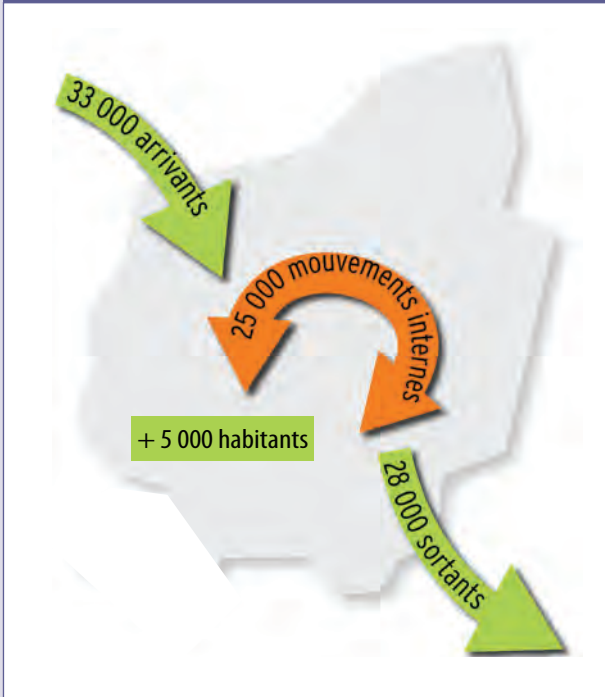 33 000 arrivants
25 000 mouvements internes
+ 5 000 habitants
28 000 sortants